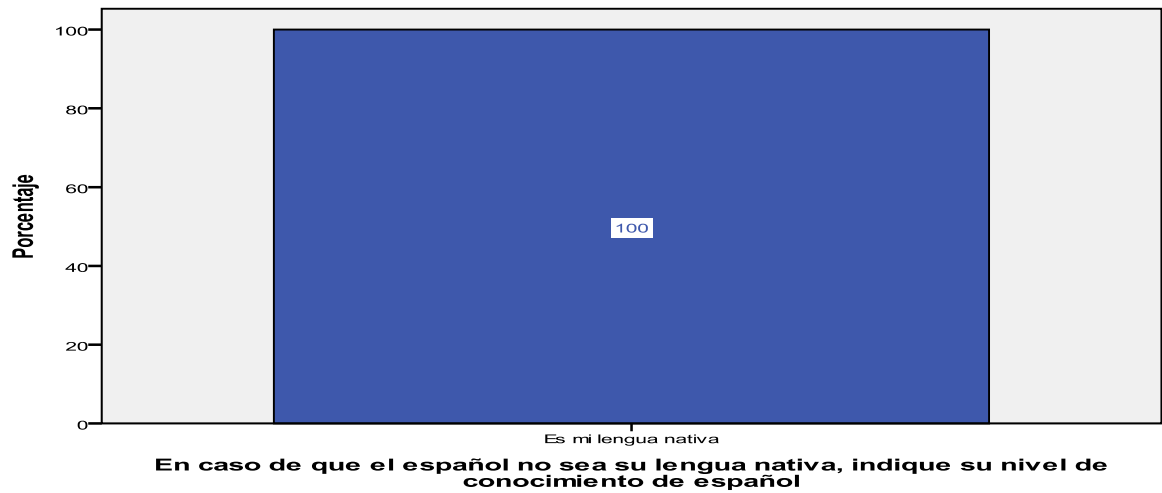 100
80
60
40
20
0
Porcentaje
100
Es mi lengua nativa
En caso de que el español no sea su lengua nativa, indique su nivel de
conocimiento de español